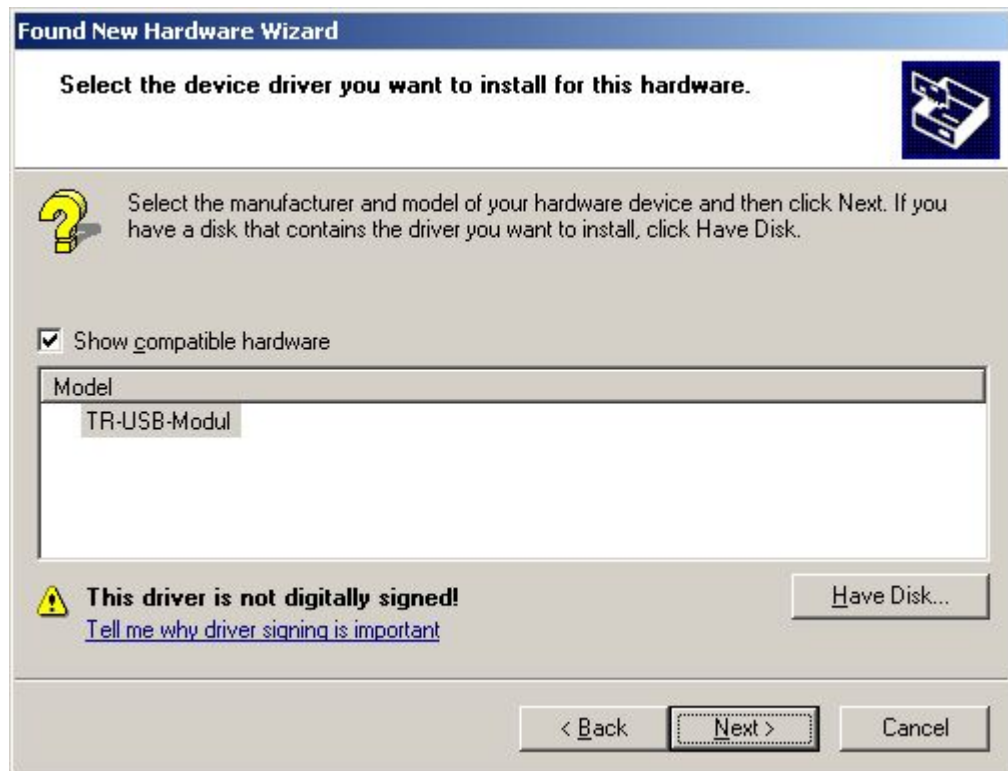 Found New Hardware Wizard
Select the device driver you want to install for this hardware.
Select the manufacturer and model of your hardware device and then click Next. If you
have a disk that contains the driver you want to install, click Have Disk.
Show compatible hardware
Model
TR-USB-Modul
This driver is not digitally signed!
Have Disk...
Tell me why driver signing is important
< Back
Next >
Cancel